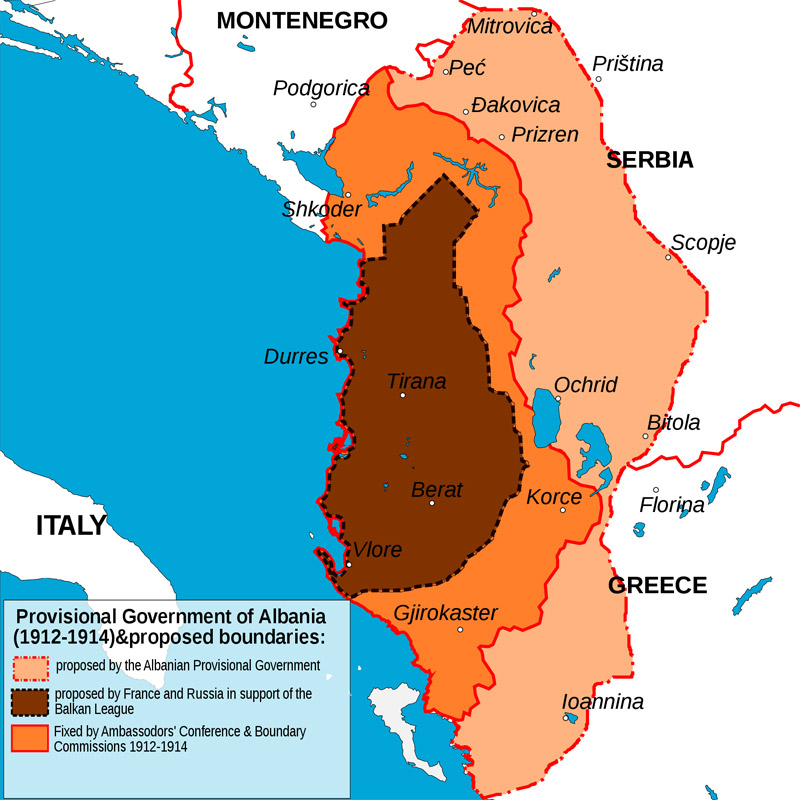 MONTENEGRO
Mitrovica
Peć
Priština
Podgorica
Đakovica
Prizren
SERBIA
Shkoder
Scopje
Durres
Tirana
Ochrid
Bitola
Berat
Korce
Florina
ITALY
Vlore
GREECE
Gjirokaster
Ioannina
Provisional Government of Albania
(1912-1914)&proposed boundaries:
proposed by the Albanian Provisional Government
proposed by France and Russia in support of the
Balkan League
Fixed by Ambassodors' Conference & Boundary
Commissions 1912-1914